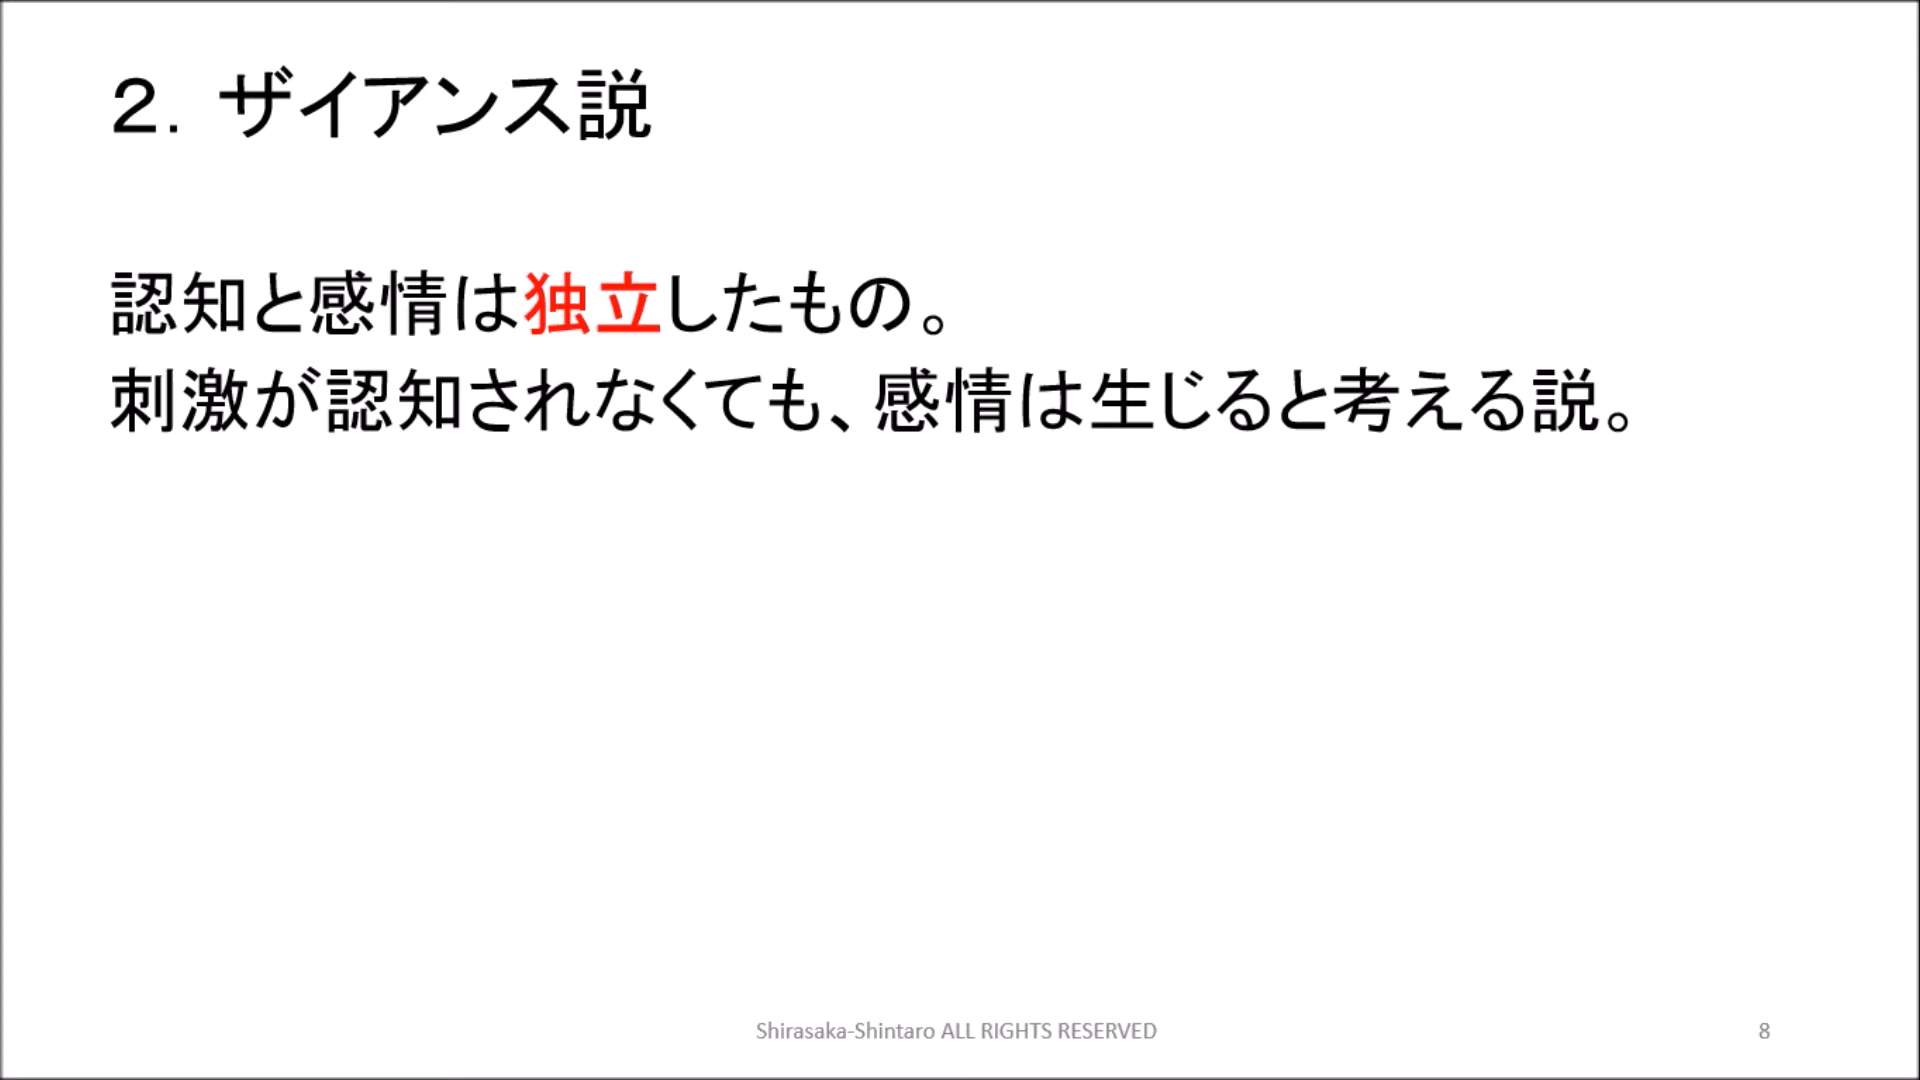 ２．ザイアンス説
認知と感情は独立したもの。
刺激が認知されなくても、感情は生じると考える説。
Shirasaka-Shintaro ALL RIGHTS RESERVED
8